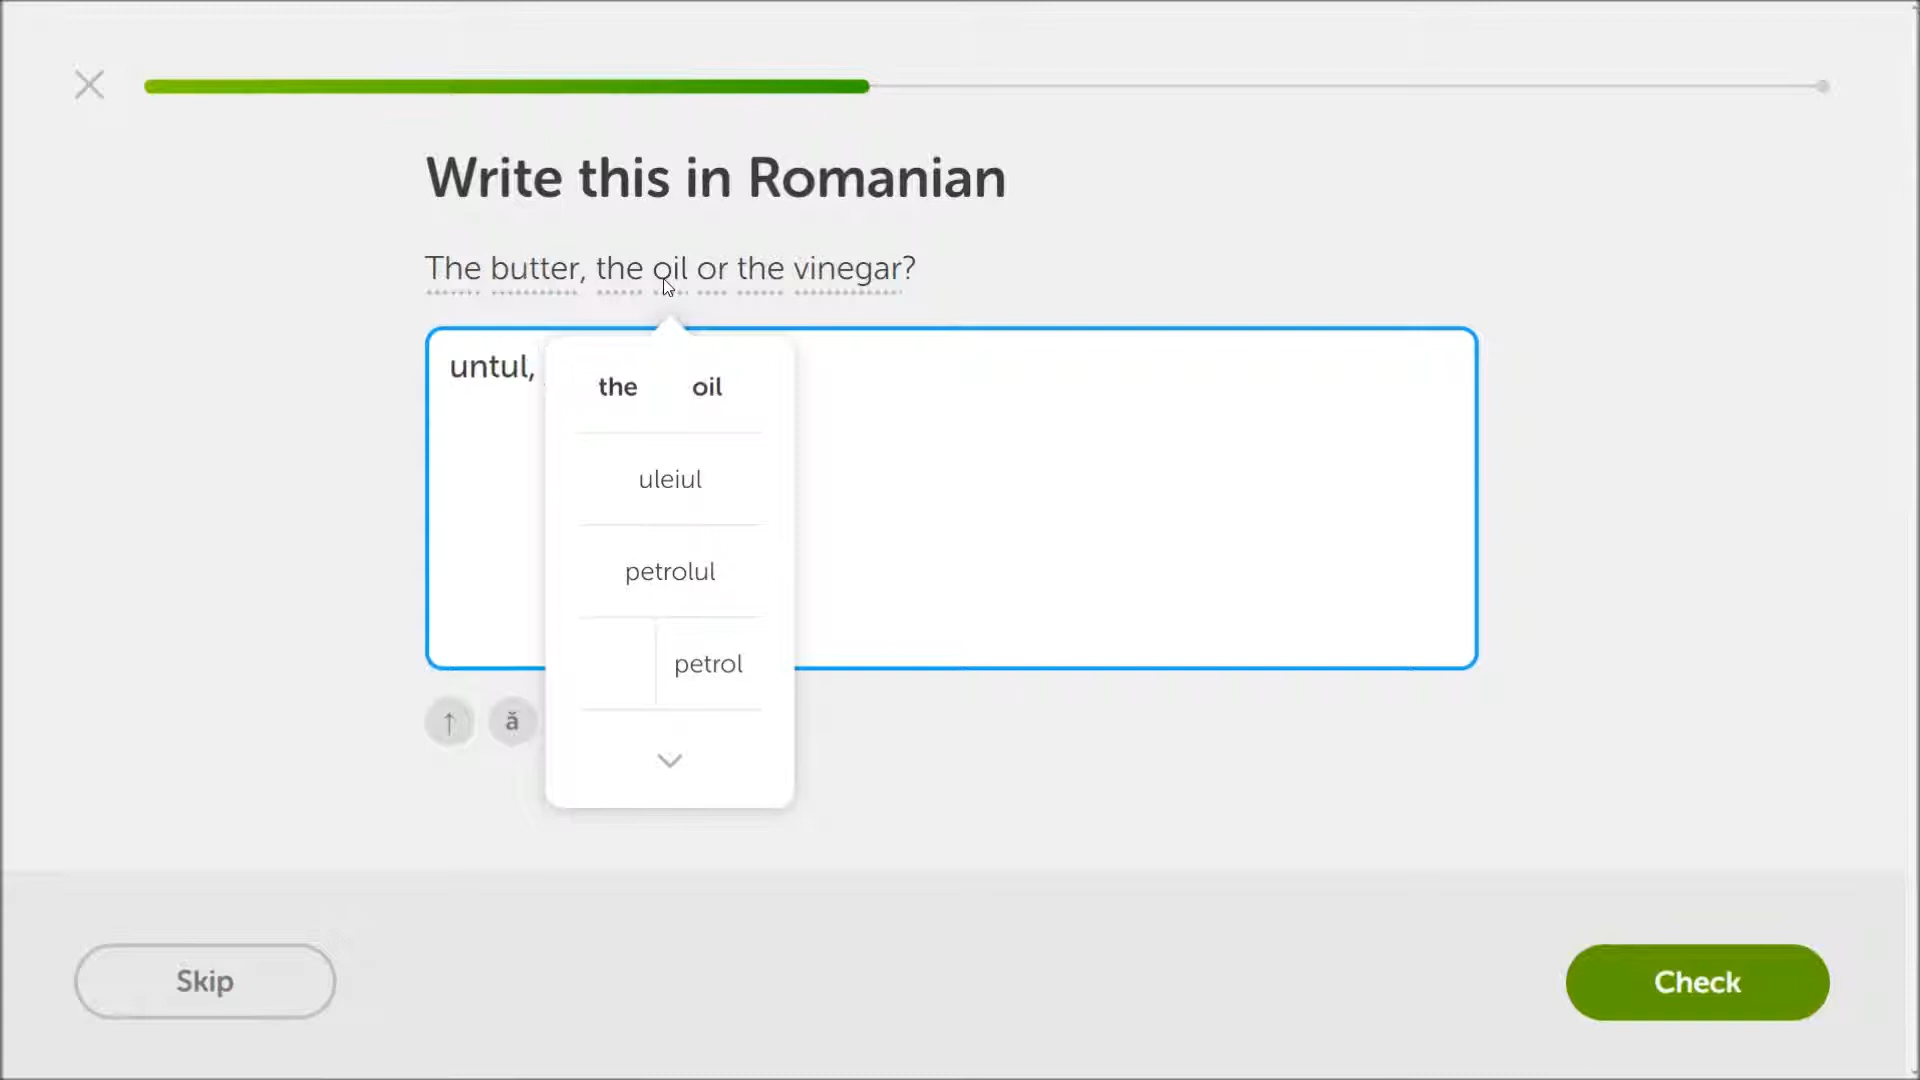 Write this in Romanian
The butter, the oil or the vinegar?
untul,
the oil
uleiul
petrolul
petrol
↑ ă
Skip
Check